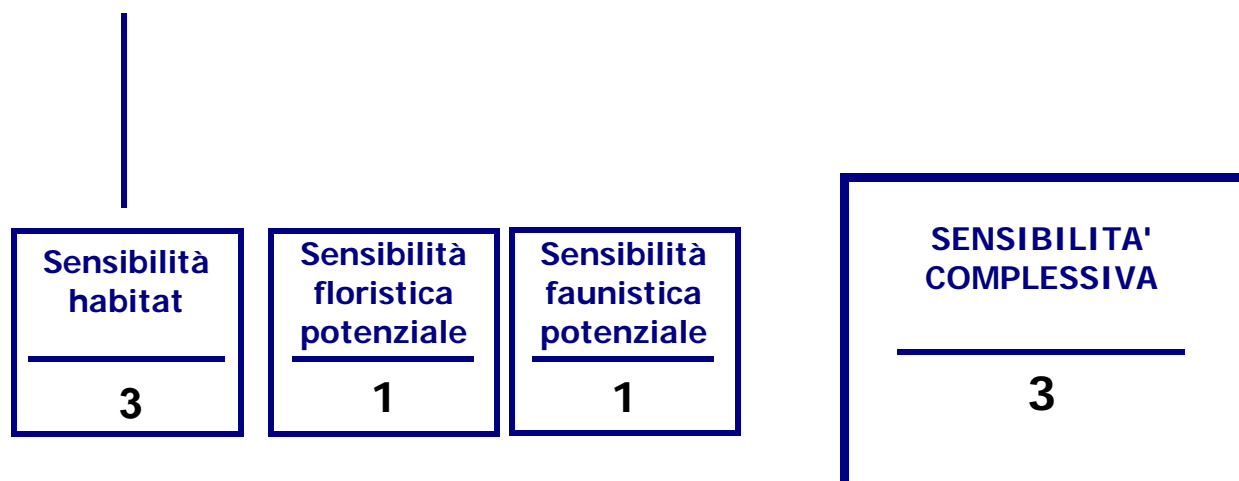 Sensibilità
habitat
3
Sensibilità
floristica
potenziale
1
Sensibilità
faunistica
potenziale
1
SENSIBILITA'
COMPLESSIVA
3